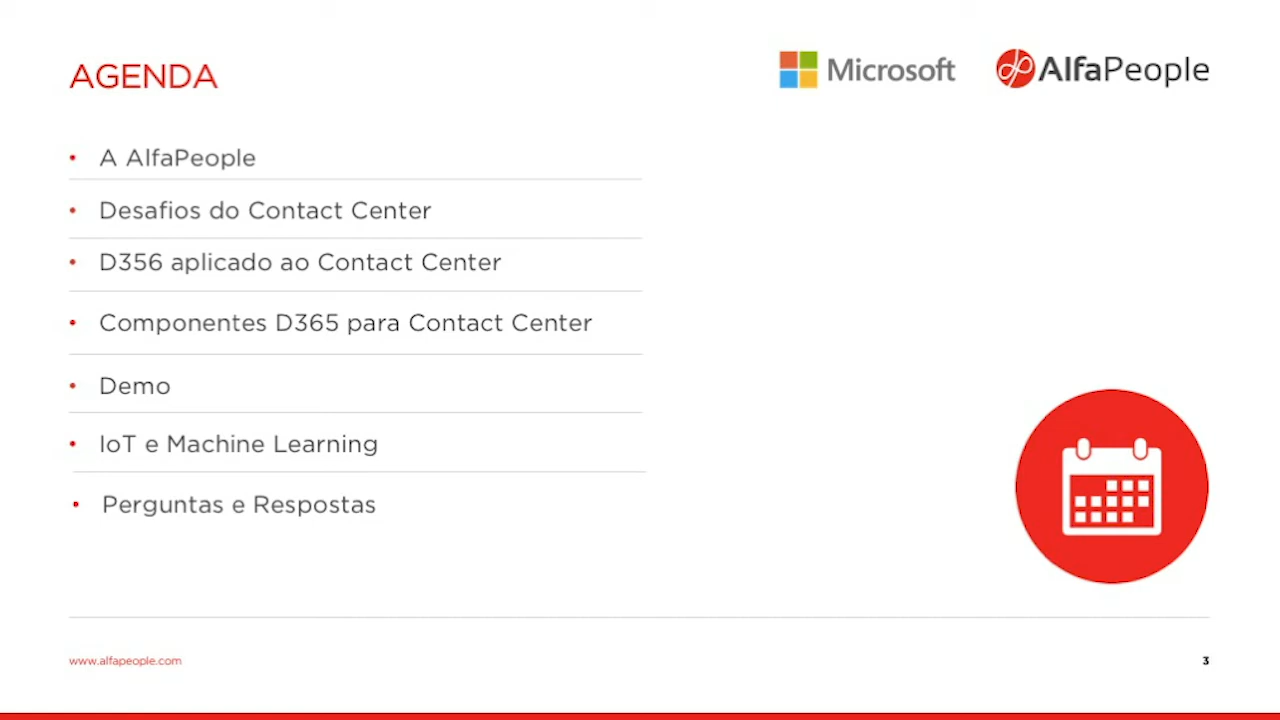 AGENDA
Microsoft
AlfaPeople
• A AlfaPeople
• Desafios do Contact Center
• D356 aplicado ao Contact Center
• Componentes D365 para Contact Center
• Demo
• IoT e Machine Learning
• Perguntas e Respostas
www.alfapeople.com
3